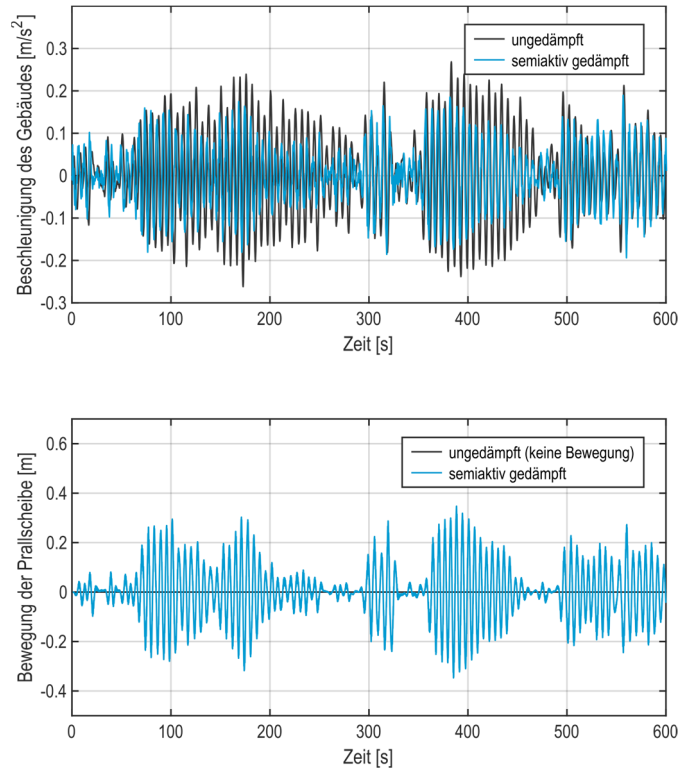 Beschleunigung des Gebäudes [m/s²]
0.4
0.3
0.2
0.1
0
-0.1
-0.2
-0.3
ungedämpft
semiaktiv gedämpft
0 100 200 300 400 500 600
Zeit [s]
Bewegung der Prallscheibe [m]
0.6
0.4
0.2
0
-0.2
-0.4
ungedämpft (keine Bewegung)
semiaktiv gedämpft
0 100 200 300 400 500 600
Zeit [s]